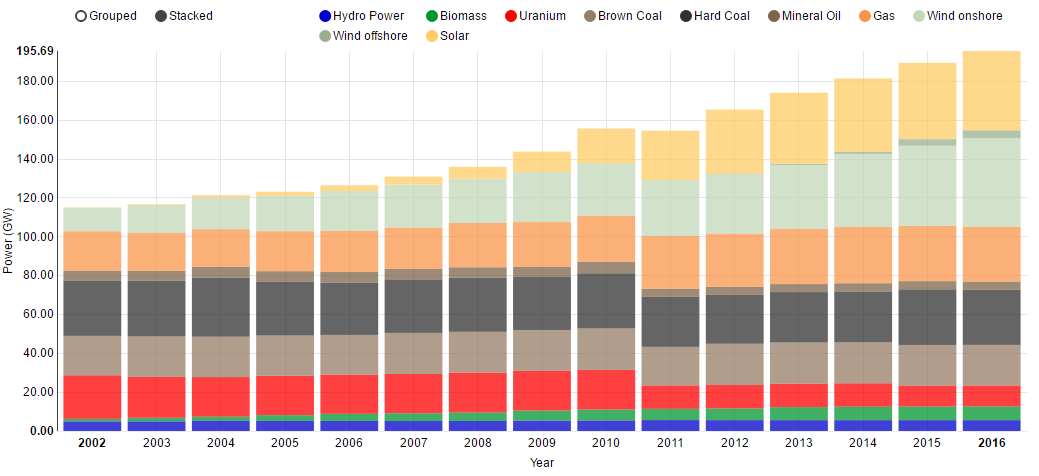 Grouped Stacked Hydro Power Biomass Uranium Brown Coal Hard Coal Mineral Oil Gas Wind onshore
Wind offshore Solar
195.69
180.00
160.00
140.00
120.00
100.00
80.00
60.00
40.00
20.00
0.00
Power (GW)
2002 2003 2004 2005 2006 2007 2008 2009 2010 2011 2012 2013 2014 2015 2016
Year